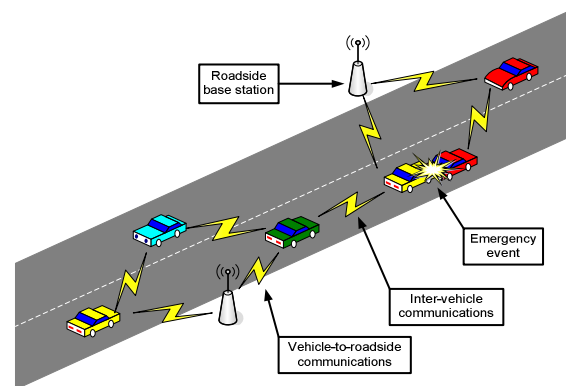 Roadside
base station
Emergency
event
Inter-vehicle
communications
Vehicle-to-roadside
communications